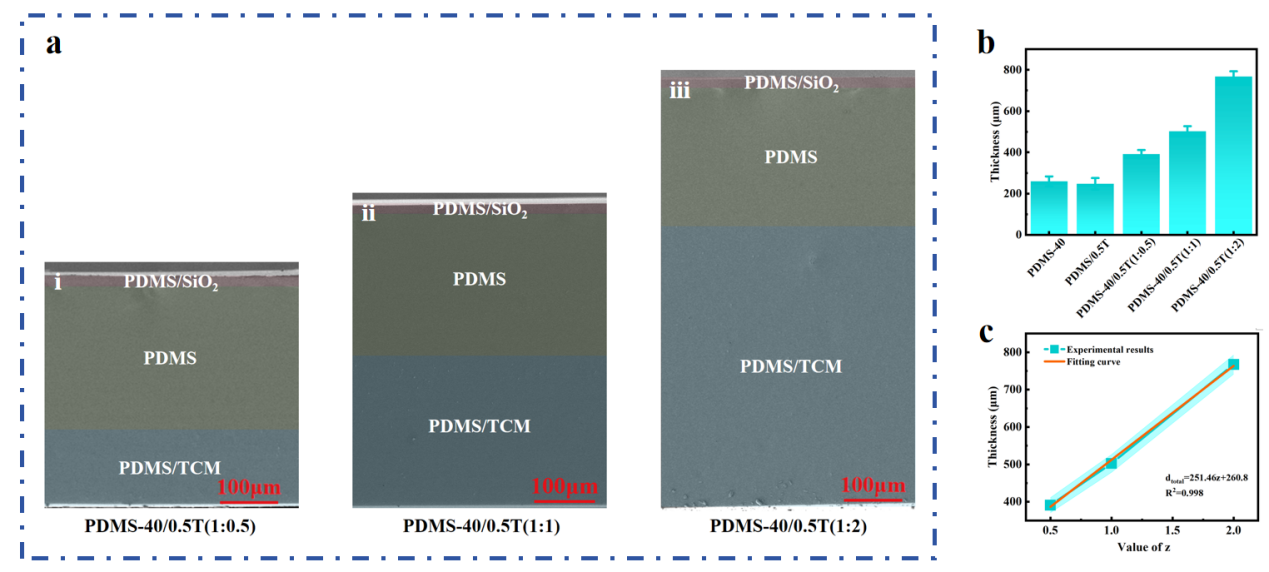 a
i
PDMS/SiO₂
PDMS
PDMS/TCM
100μm
PDMS-40/0.5T(1:0.5)
ii
PDMS/SiO₂
PDMS
PDMS/TCM
100μm
PDMS-40/0.5T(1:1)
iii
PDMS/SiO₂
PDMS
PDMS/TCM
100μm
PDMS-40/0.5T(1:2)
b
Thickness (μm)
800
600
400
200
0
PDMS-40
PDMS/0.5T
PDMS-40/0.5T(1:0.5)
PDMS-40/0.5T(1:1)
PDMS-40/0.5T(1:2)
c
Thickness (μm)
800
700
600
500
400
Experimental results
Fitting curve
d_total=251.46z+260.8
R²=0.998
0.5
1.0
1.5
2.0
Value of z